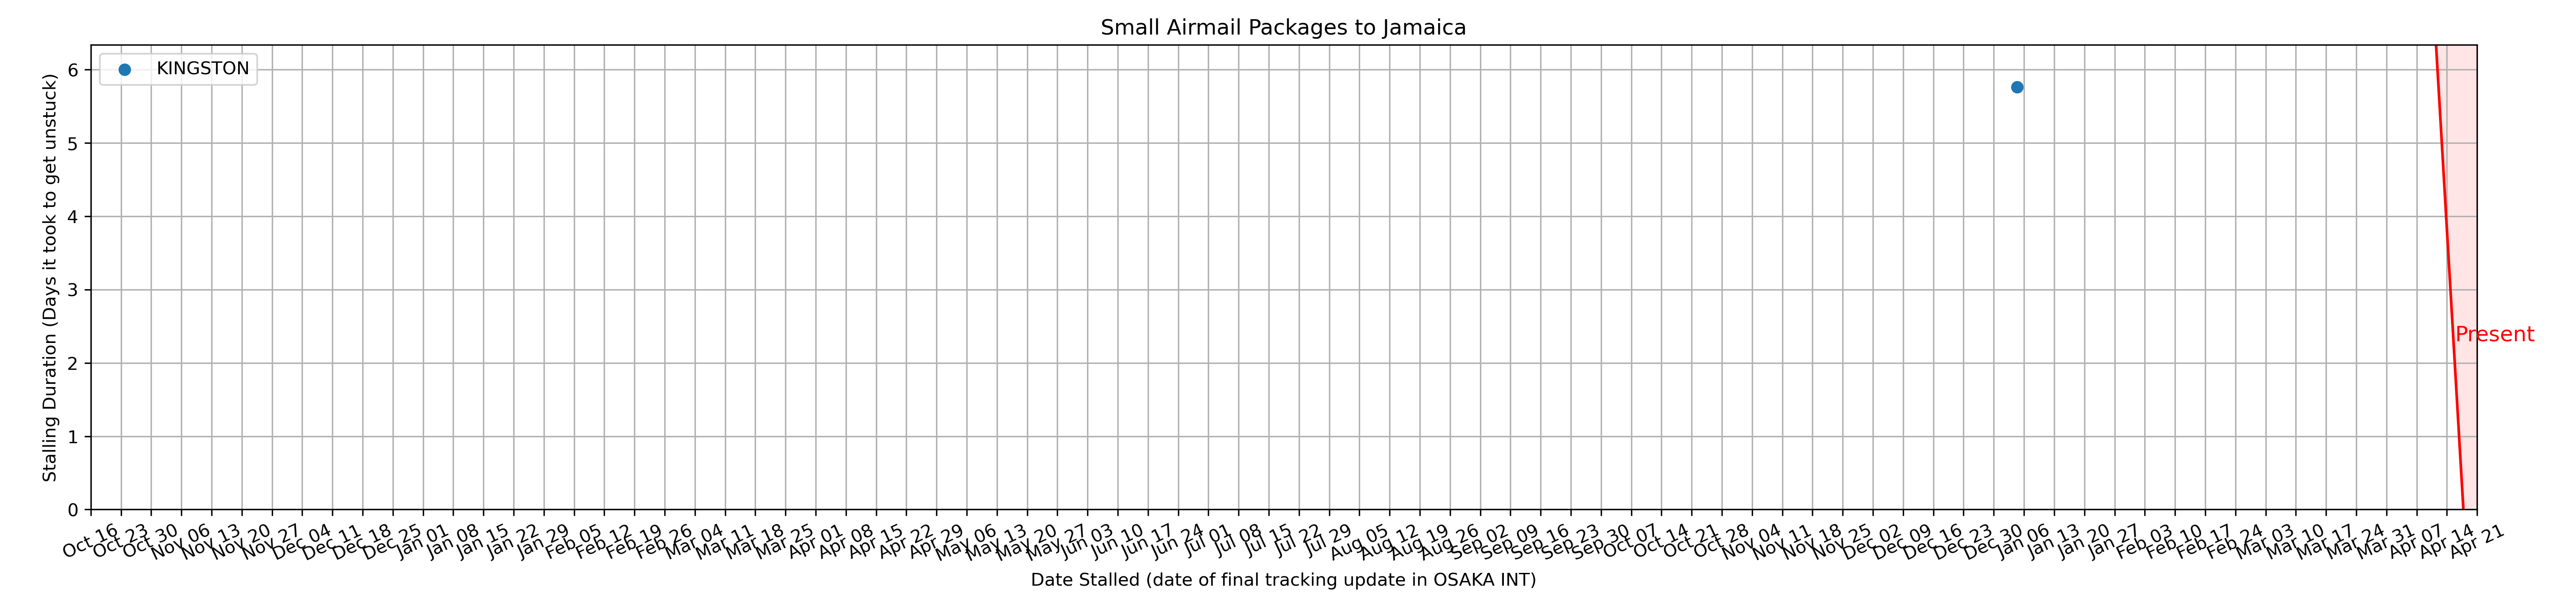 Small Airmail Packages to Jamaica
KINGSTON
Stalling Duration (Days it took to get unstuck)
6
5
4
3
2
1
0
Present
Oct 16 Oct 23 Oct 30 Nov 06 Nov 13 Nov 20 Nov 27 Dec 04 Dec 11 Dec 18 Dec 25 Jan 01 Jan 08 Jan 15 Jan 22 Jan 29 Feb 05 Feb 12 Feb 19 Feb 26 Mar 04 Mar 11 Mar 18 Mar 25 Apr 01 Apr 08 Apr 15 Apr 22 Apr 29 May 06 May 13 May 20 May 27 Jun 03 Jun 10 Jun 17 Jun 24 Jul 01 Jul 08 Jul 15 Jul 22 Jul 29 Aug 05 Aug 12 Aug 19 Aug 26 Sep 02 Sep 09 Sep 16 Sep 23 Sep 30 Oct 07 Oct 14 Oct 21 Oct 28 Nov 04 Nov 11 Nov 18 Nov 25 Dec 02 Dec 09 Dec 16 Dec 23 Dec 30 Jan 06 Jan 13 Jan 20 Jan 27 Feb 03 Feb 10 Feb 17 Feb 24 Mar 03 Mar 10 Mar 17 Mar 24 Mar 31 Apr 07 Apr 14 Apr 21
Date Stalled (date of final tracking update in OSAKA INT)